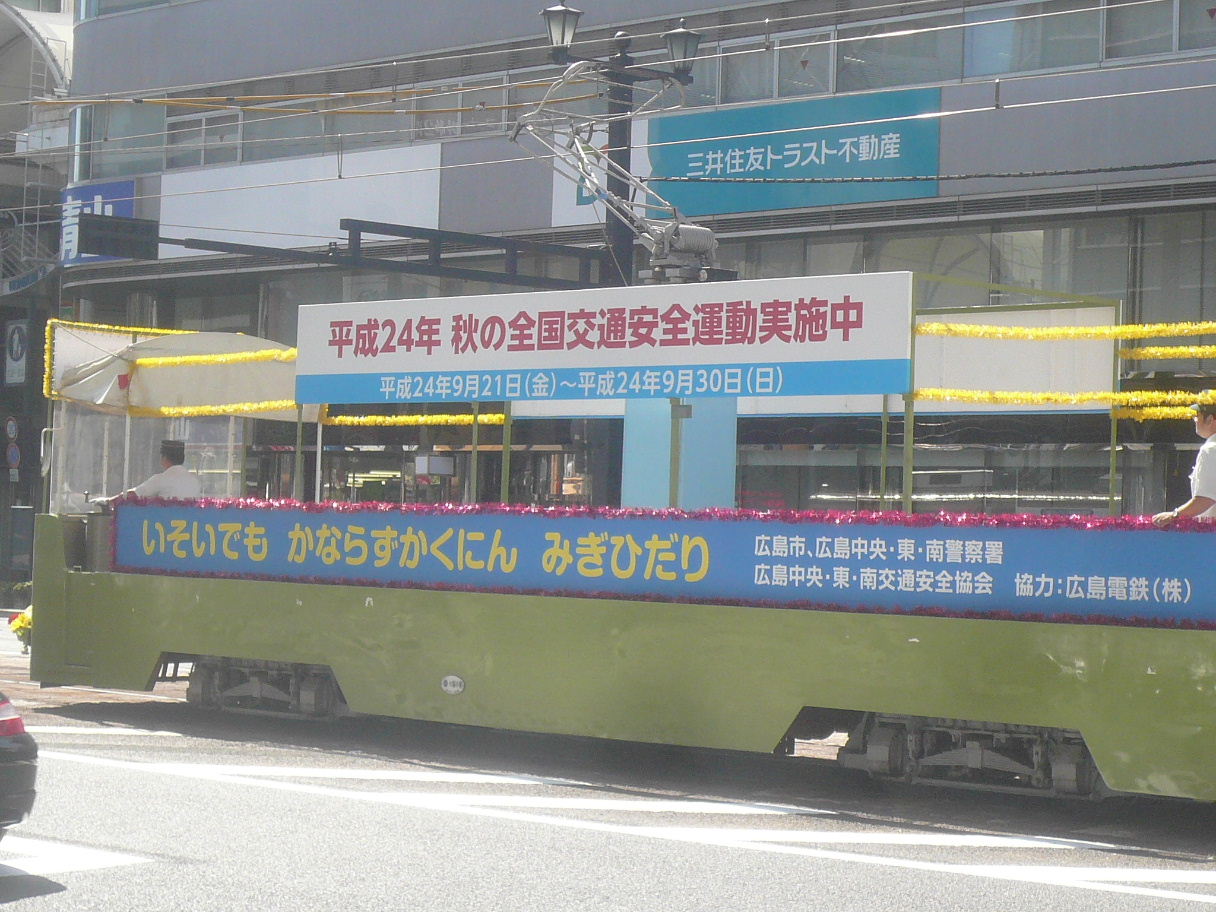 三井住友トラスト不動産
青山
平成24年 秋の全国交通安全運動実施中
平成24年9月21日(金)～平成24年9月30日(日)
いそいでも かならずかくにん みぎひだり
広島市、広島中央・東・南警察署
広島中央・東・南交通安全協会 協力:広島電鉄(株)